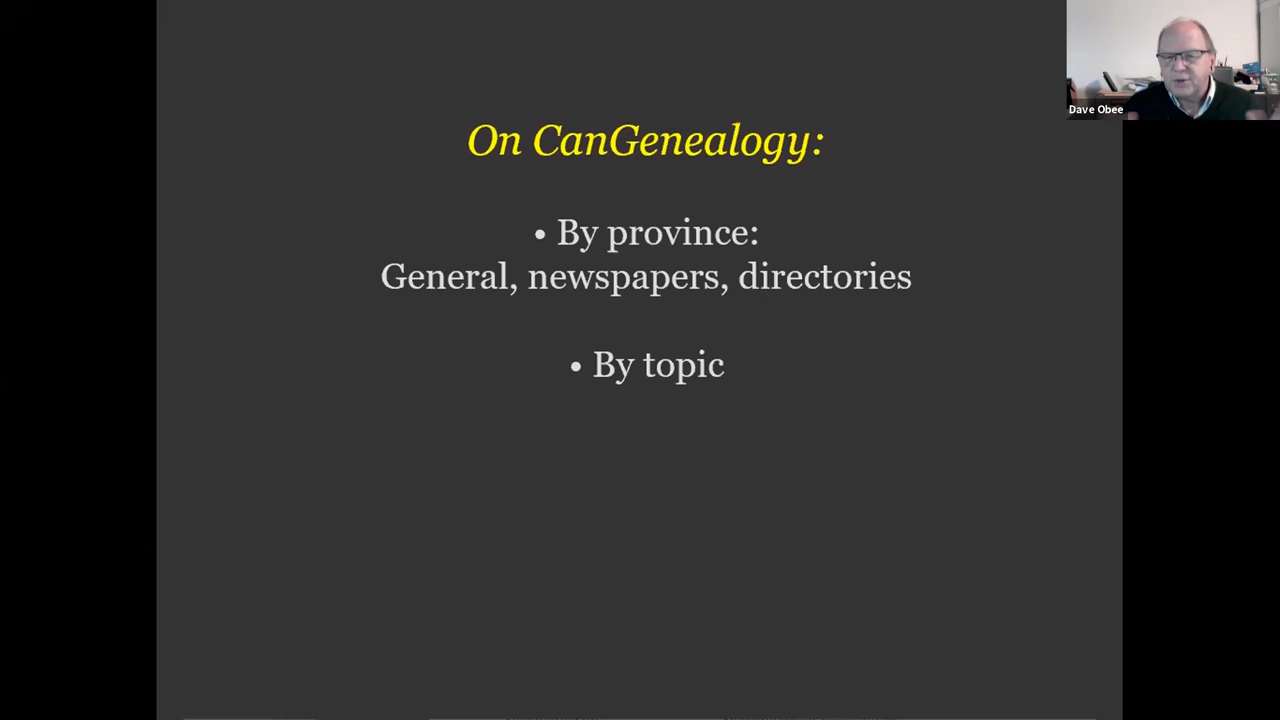 On CanGenealogy:
• By province:
General, newspapers, directories
• By topic
Dave Obee